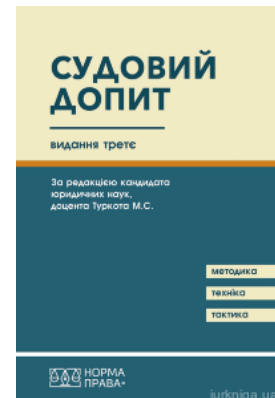 СУДОВИЙ
ДОПИТ
видання третє
За редакцією кандидата
юридичних наук,
доцента Туркота М.С.
методика
техніка
тактика
НОРМА
ПРАВА
jurkniga.ua